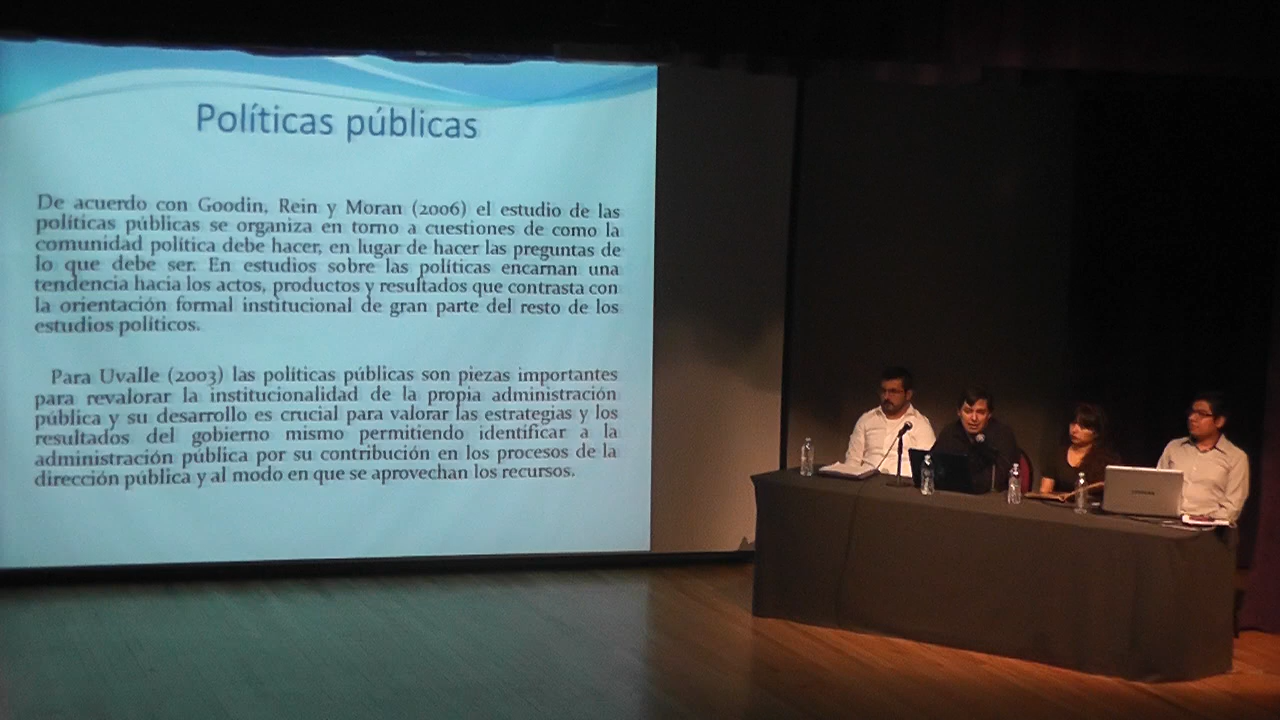 Políticas públicas
De acuerdo con Goodin, Rein y Moran (2006) el estudio de las
políticas públicas se organiza en torno a cuestiones de como la
comunidad política debe hacer, en lugar de hacer las preguntas de
lo que debe ser. En estudios sobre las políticas encarnan una
tendencia hacia los actos, productos y resultados que contrasta con
la orientación formal institucional de gran parte del resto de los
estudios políticos.
Para Uvalle (2003) las políticas públicas son piezas importantes
para revalorar la institucionalidad de la propia administración
pública y su desarrollo es crucial para valorar las estrategias y los
resultados del gobierno mismo permitiendo identificar a la
administración pública por su contribución en los procesos de la
dirección pública y al modo en que se aprovechan los recursos.